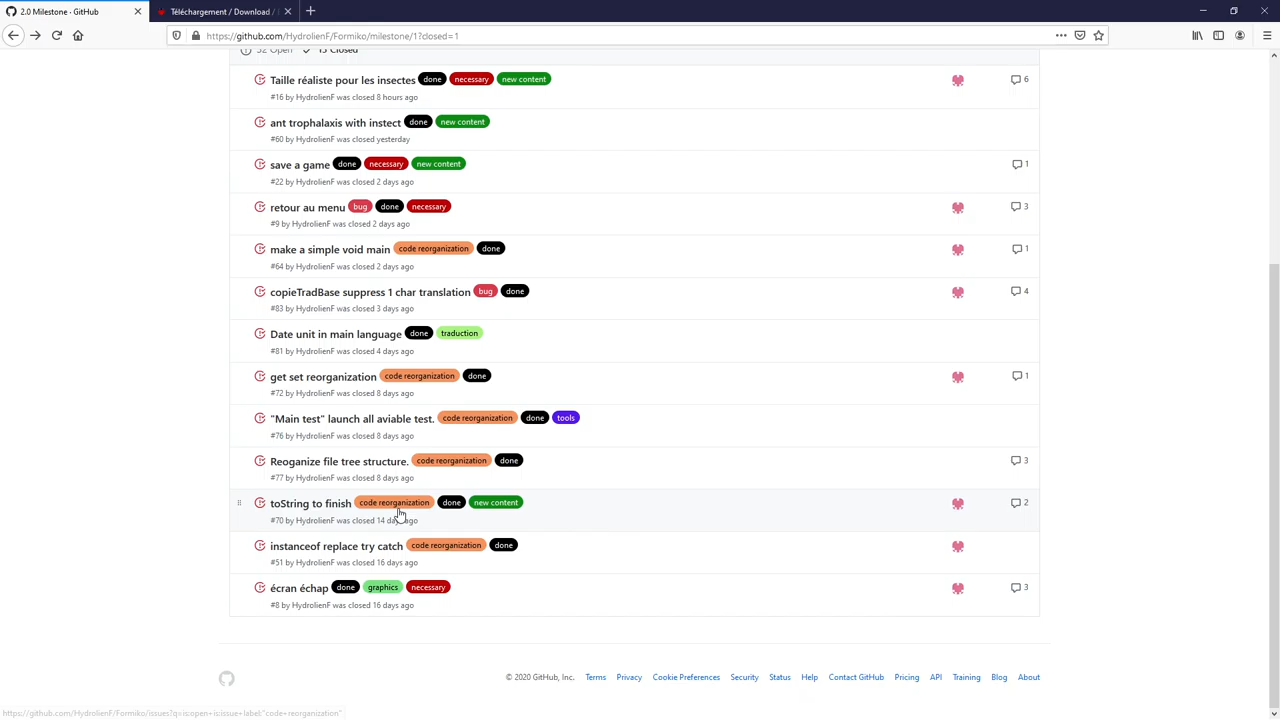 2.0 Milestone · GitHub
Téléchargement / Download /
https://github.com/HydrolienF/Formiko/milestone/1?closed=1
32 Open 13 Closed
Taille réaliste pour les insectes done necessary new content 6
#16 by HydrolienF was closed 8 hours ago
ant trophalaxis with instect done new content
#60 by HydrolienF was closed yesterday
save a game done necessary new content 1
#22 by HydrolienF was closed 2 days ago
retour au menu bug done necessary 3
#9 by HydrolienF was closed 2 days ago
make a simple void main code reorganization done 1
#64 by HydrolienF was closed 2 days ago
copieTradBase suppress 1 char translation bug done 4
#83 by HydrolienF was closed 3 days ago
Date unit in main language done traduction
#81 by HydrolienF was closed 4 days ago
get set reorganization code reorganization done 1
#72 by HydrolienF was closed 8 days ago
"Main test" launch all aviable test. code reorganization done tools
#76 by HydrolienF was closed 8 days ago
Reoganize file tree structure. code reorganization done 3
#77 by HydrolienF was closed 8 days ago
toString to finish code reorganization done new content 2
#70 by HydrolienF was closed 14 days ago
instanceof replace try catch code reorganization done
#51 by HydrolienF was closed 16 days ago
écran échap done graphics necessary 3
#8 by HydrolienF was closed 16 days ago
© 2020 GitHub, Inc. Terms Privacy Cookie Preferences Security Status Help Contact GitHub Pricing API Training Blog About
https://github.com/HydrolienF/Formiko/issues?q=is:open+is:issue+label:"code+reorganization"